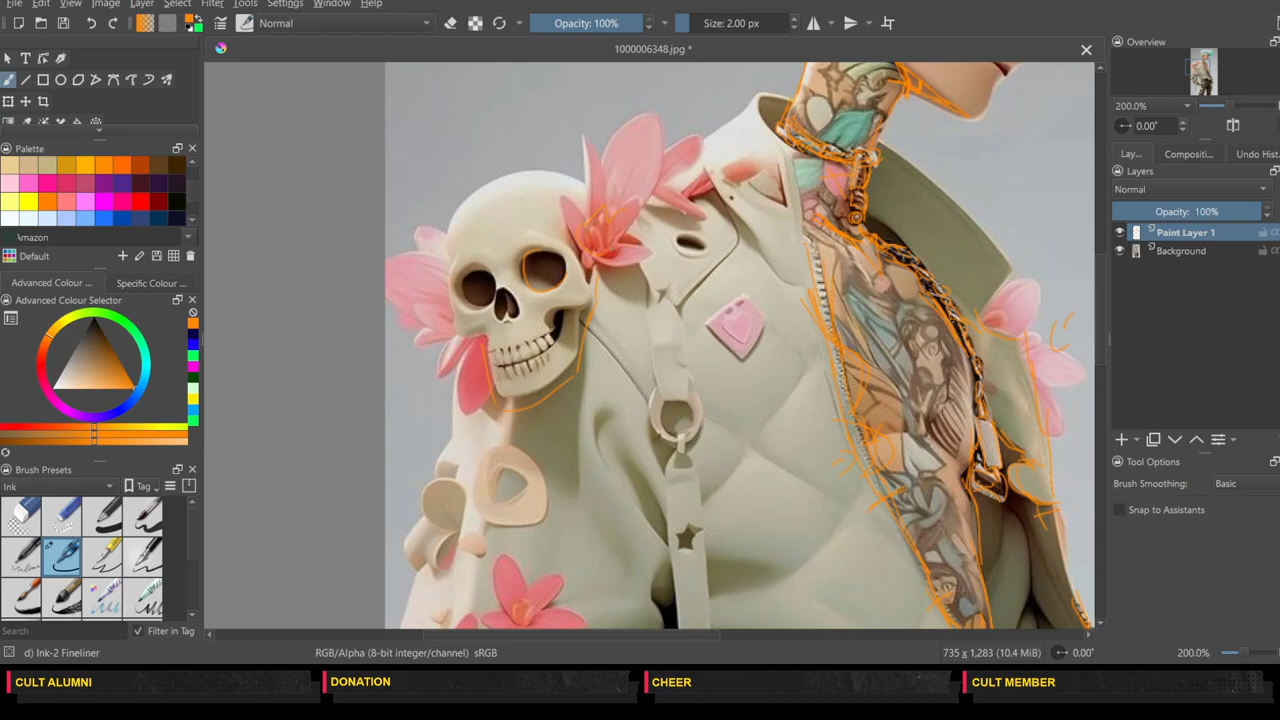 File Edit View Image Layer Select Filter Tools Settings Window Help
Normal Opacity: 100% Size: 2.00 px
1000006348.jpg *
Overview
200.0%
0.00°
Lay... Compositi... Undo Hist.
Layers
Normal
Opacity: 100%
Paint Layer 1
Background
Tool Options
Brush Smoothing: Basic
Snap to Assistants
Palette
Amazon
Default
Advanced Colour ... Specific Colour ...
Advanced Colour Selector
Brush Presets
Ink Tag
Search Filter in Tag
d) Ink-2 Fineliner RGB/Alpha (8-bit integer/channel) sRGB 735 x 1,283 (10.4 MiB) 0.00° 200.0%
CULT ALUMNI DONATION CHEER CULT MEMBER